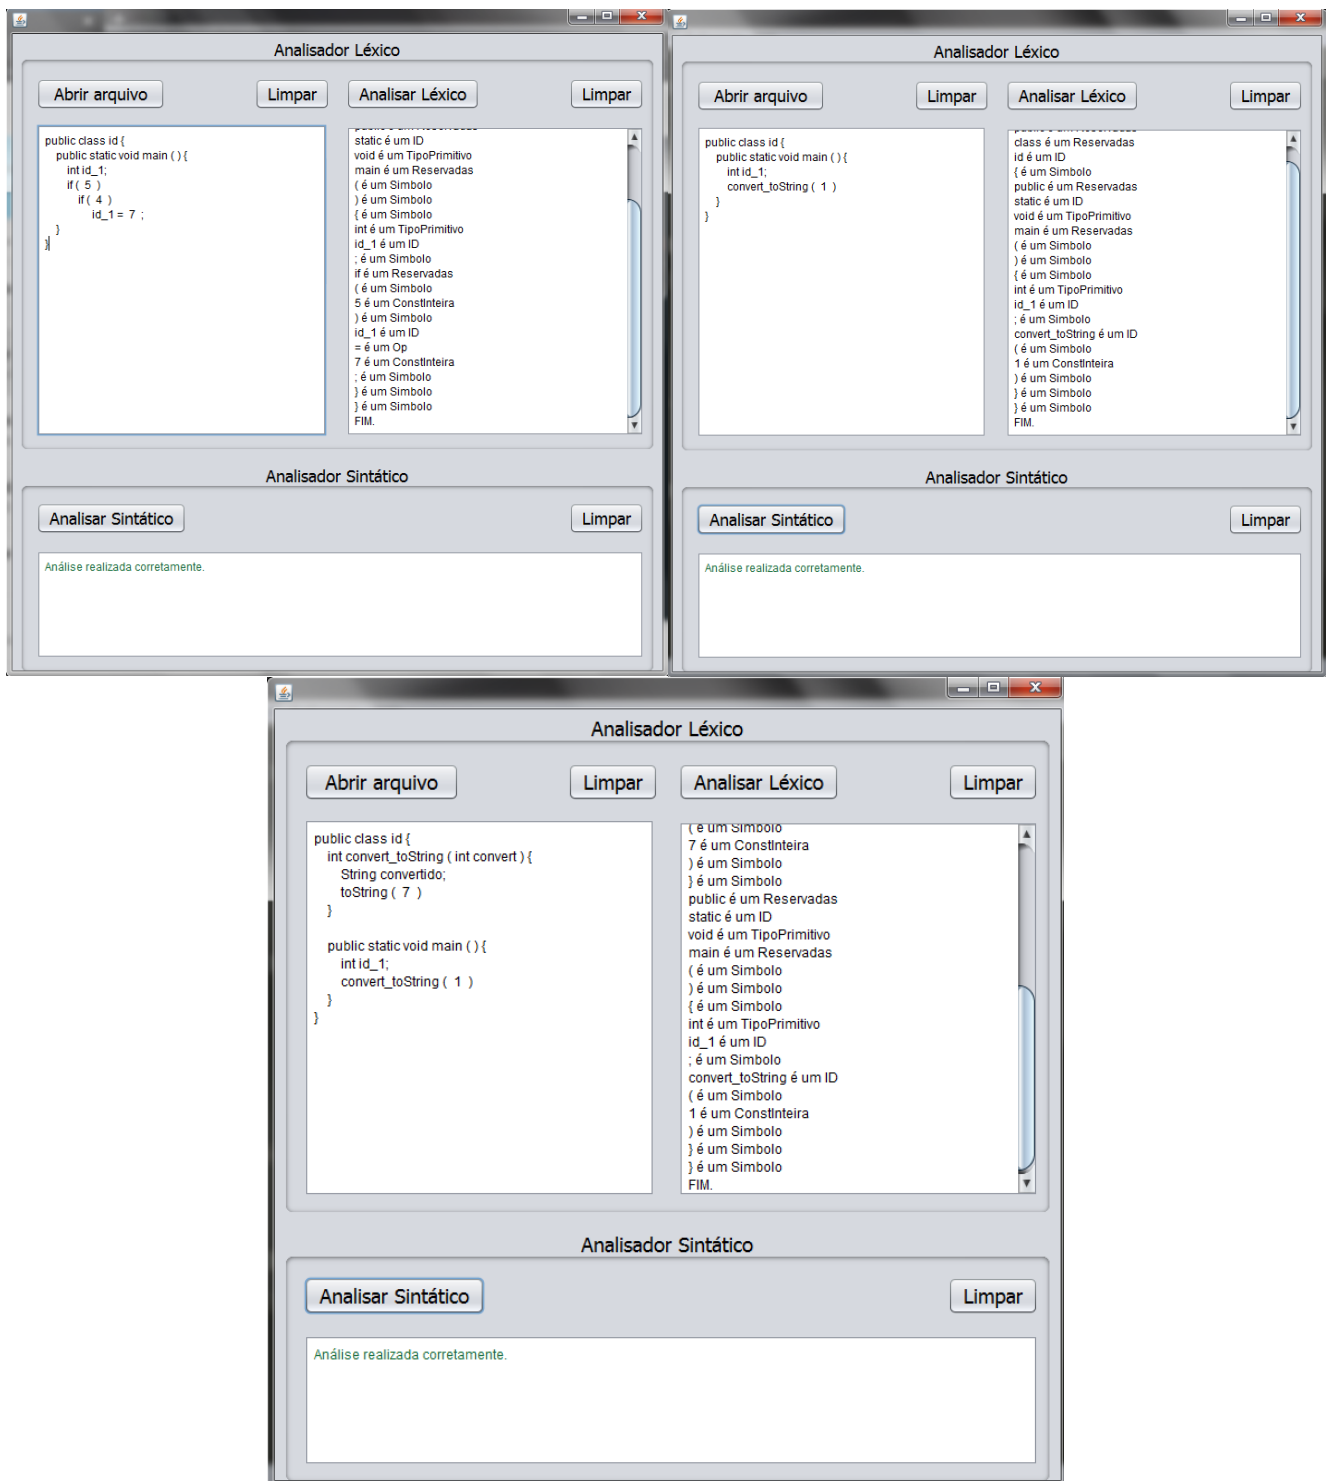 Analisador Léxico
Abrir arquivo
Limpar
Analisar Léxico
Limpar
public class id {
public static void main ( ) {
int id_1;
if ( 5 )
if ( 4 )
id_1 = 7 ;
}
}
public é um Reservadas
static é um ID
void é um TipoPrimitivo
main é um Reservadas
( é um Simbolo
) é um Simbolo
{ é um Simbolo
int é um TipoPrimitivo
id_1 é um ID
; é um Simbolo
if é um Reservadas
( é um Simbolo
5 é um ConstInteira
) é um Simbolo
id_1 é um ID
= é um Op
7 é um ConstInteira
; é um Simbolo
} é um Simbolo
} é um Simbolo
FIM.
Analisador Sintático
Analisar Sintático
Limpar
Análise realizada corretamente.
Analisador Léxico
Abrir arquivo
Limpar
Analisar Léxico
Limpar
public class id {
public static void main ( ) {
int id_1;
convert_toString ( 1 )
}
}
public é um Reservadas
class é um Reservadas
id é um ID
{ é um Simbolo
public é um Reservadas
static é um ID
void é um TipoPrimitivo
main é um Reservadas
( é um Simbolo
) é um Simbolo
{ é um Simbolo
int é um TipoPrimitivo
id_1 é um ID
; é um Simbolo
convert_toString é um ID
( é um Simbolo
1 é um ConstInteira
) é um Simbolo
} é um Simbolo
} é um Simbolo
FIM.
Analisador Sintático
Analisar Sintático
Limpar
Análise realizada corretamente.
Analisador Léxico
Abrir arquivo
Limpar
Analisar Léxico
Limpar
public class id {
int convert_toString ( int convert ) {
String convertido;
toString ( 7 )
}
public static void main ( ) {
int id_1;
convert_toString ( 1 )
}
}
( é um Simbolo
7 é um ConstInteira
) é um Simbolo
} é um Simbolo
public é um Reservadas
static é um ID
void é um TipoPrimitivo
main é um Reservadas
( é um Simbolo
) é um Simbolo
{ é um Simbolo
int é um TipoPrimitivo
id_1 é um ID
; é um Simbolo
convert_toString é um ID
( é um Simbolo
1 é um ConstInteira
) é um Simbolo
} é um Simbolo
} é um Simbolo
FIM.
Analisador Sintático
Analisar Sintático
Limpar
Análise realizada corretamente.